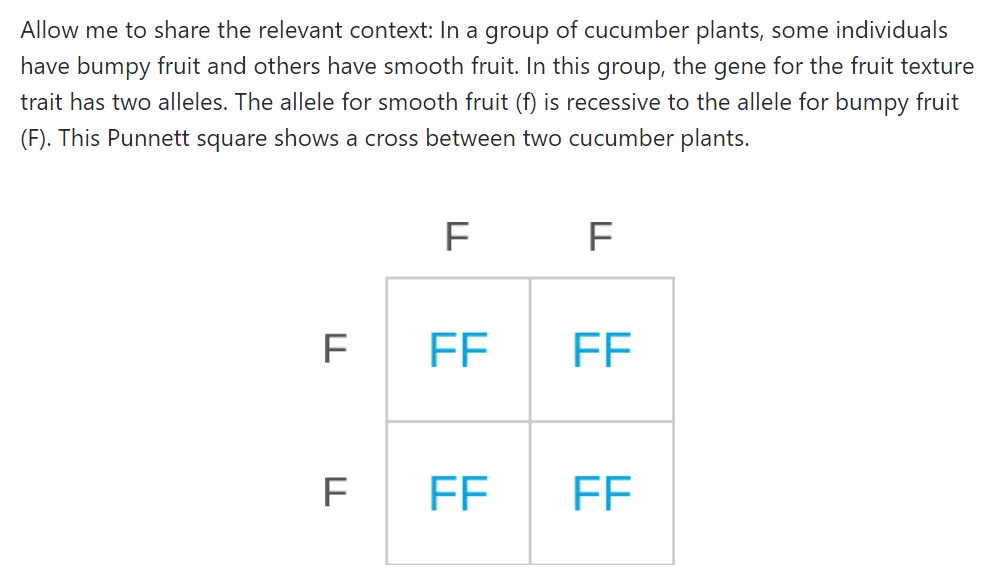 Allow me to share the relevant context: In a group of cucumber plants, some individuals
have bumpy fruit and others have smooth fruit. In this group, the gene for the fruit texture
trait has two alleles. The allele for smooth fruit (f) is recessive to the allele for bumpy fruit
(F). This Punnett square shows a cross between two cucumber plants.
F F
F FF FF
F FF FF